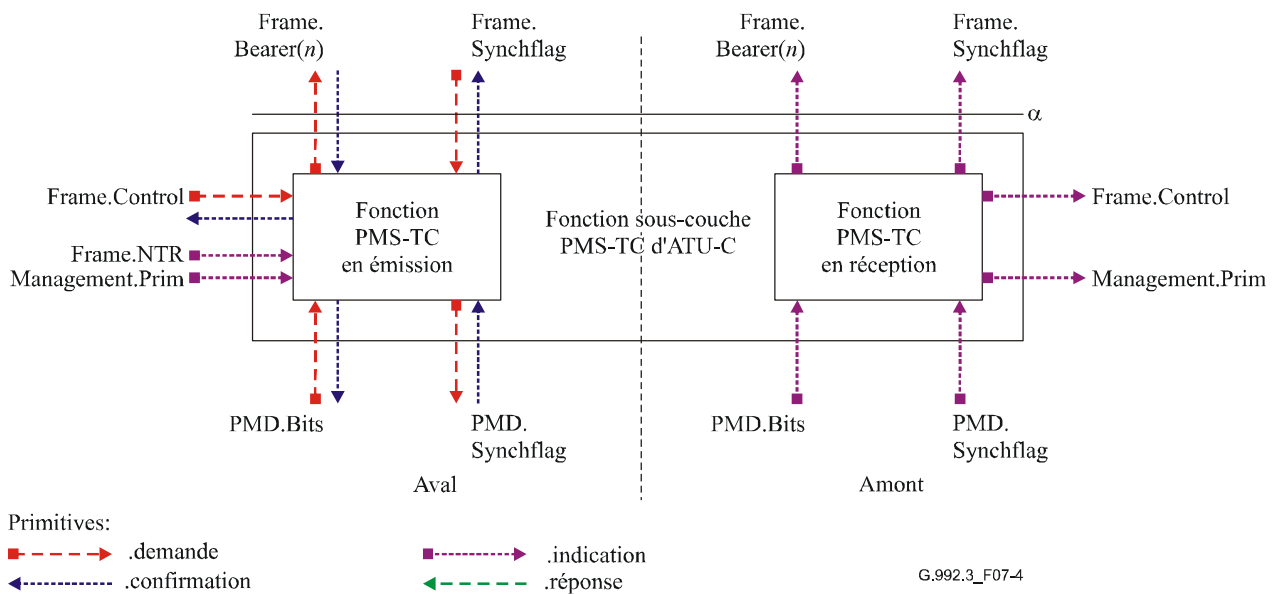 Frame.
Bearer(n)
Frame.
Synchflag
Frame.
Bearer(n)
Frame.
Synchflag
α
Frame.Control
Frame.NTR
Management.Prim
Fonction
PMS-TC
en émission
Fonction sous-couche
PMS-TC d'ATU-C
Fonction
PMS-TC
en réception
Frame.Control
Management.Prim
PMD.Bits
PMD.
Synchflag
PMD.Bits
PMD.
Synchflag
Aval
Amont
Primitives:
.demande
.indication
.confirmation
.réponse
G.992.3_F07-4